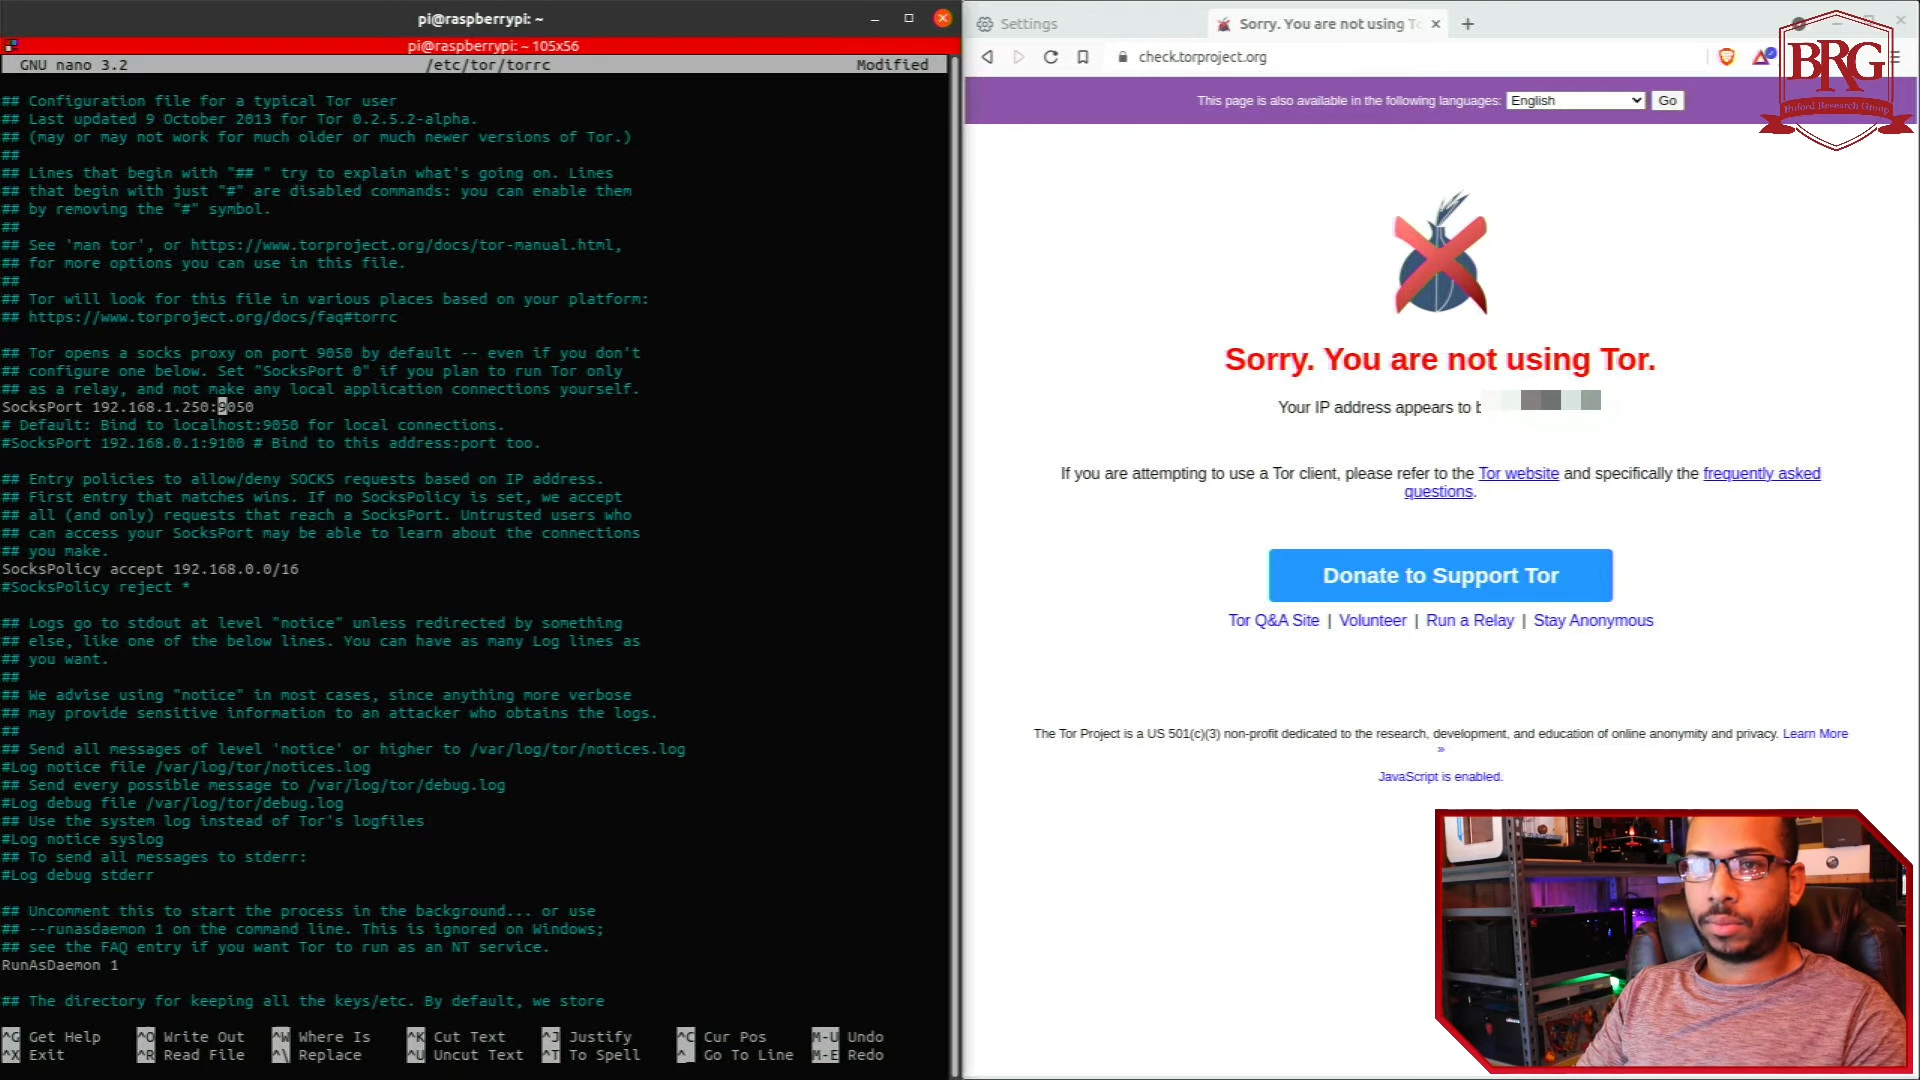 pi@raspberrypi: ~
pi@raspberrypi: ~ 105x56
GNU nano 3.2 /etc/tor/torrc Modified
## Configuration file for a typical Tor user
## Last updated 9 October 2013 for Tor 0.2.5.2-alpha.
## (may or may not work for much older or much newer versions of Tor.)
##
## Lines that begin with "## " try to explain what's going on. Lines
## that begin with just "#" are disabled commands: you can enable them
## by removing the "#" symbol.
##
## See 'man tor', or https://www.torproject.org/docs/tor-manual.html,
## for more options you can use in this file.
##
## Tor will look for this file in various places based on your platform:
## https://www.torproject.org/docs/faq#torrc
## Tor opens a socks proxy on port 9050 by default -- even if you don't
## configure one below. Set "SocksPort 0" if you plan to run Tor only
## as a relay, and not make any local application connections yourself.
SocksPort 192.168.1.250:9050
# Default: Bind to localhost:9050 for local connections.
#SocksPort 192.168.0.1:9100 # Bind to this address:port too.
## Entry policies to allow/deny SOCKS requests based on IP address.
## First entry that matches wins. If no SocksPolicy is set, we accept
## all (and only) requests that reach a SocksPort. Untrusted users who
## can access your SocksPort may be able to learn about the connections
## you make.
SocksPolicy accept 192.168.0.0/16
#SocksPolicy reject *
## Logs go to stdout at level "notice" unless redirected by something
## else, like one of the below lines. You can have as many Log lines as
## you want.
##
## We advise using "notice" in most cases, since anything more verbose
## may provide sensitive information to an attacker who obtains the logs.
##
## Send all messages of level 'notice' or higher to /var/log/tor/notices.log
#Log notice file /var/log/tor/notices.log
## Send every possible message to /var/log/tor/debug.log
#Log debug file /var/log/tor/debug.log
## Use the system log instead of Tor's logfiles
#Log notice syslog
## To send all messages to stderr:
#Log debug stderr
## Uncomment this to start the process in the background... or use
## --runasdaemon 1 on the command line. This is ignored on Windows;
## see the FAQ entry if you want Tor to run as an NT service.
RunAsDaemon 1
## The directory for keeping all the keys/etc. By default, we store
^G Get Help ^O Write Out ^W Where Is ^K Cut Text ^J Justify ^C Cur Pos M-U Undo
^X Exit ^R Read File ^\ Replace ^U Uncut Text ^T To Spell ^_ Go To Line M-E Redo
Settings
Sorry. You are not using To
check.torproject.org
BRG
Buford Research Group
This page is also available in the following languages: English Go
Sorry. You are not using Tor.
Your IP address appears to b
If you are attempting to use a Tor client, please refer to the Tor website and specifically the frequently asked
questions.
Donate to Support Tor
Tor Q&A Site | Volunteer | Run a Relay | Stay Anonymous
The Tor Project is a US 501(c)(3) non-profit dedicated to the research, development, and education of online anonymity and privacy. Learn More
»
JavaScript is enabled.